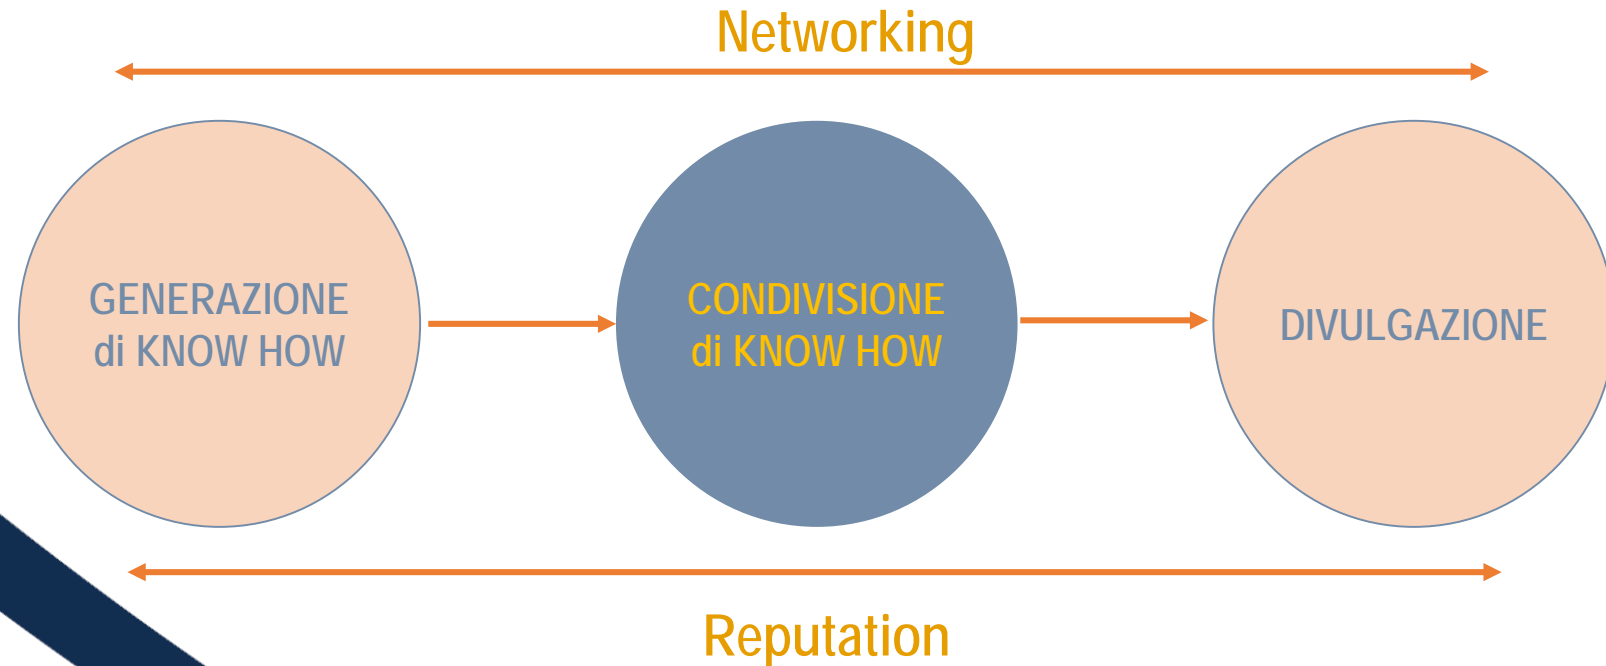 Networking
GENERAZIONE
di KNOW HOW
CONDIVISIONE
di KNOW HOW
DIVULGAZIONE
Reputation